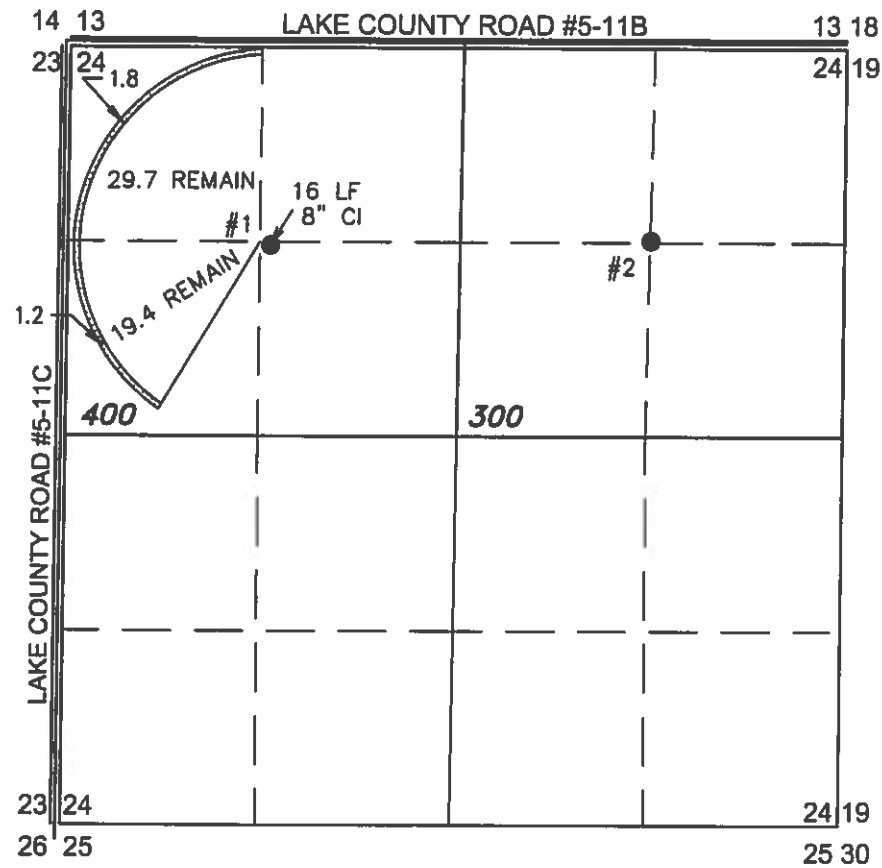 14 13
LAKE COUNTY ROAD #5-11B
13 18
23 24
24 19
1.8
29.7 REMAIN
16 LF
8" CI
#1
#2
19.4 REMAIN
1.2
400
300
LAKE COUNTY ROAD #5-11C
23 24
24 19
26 25
25 30